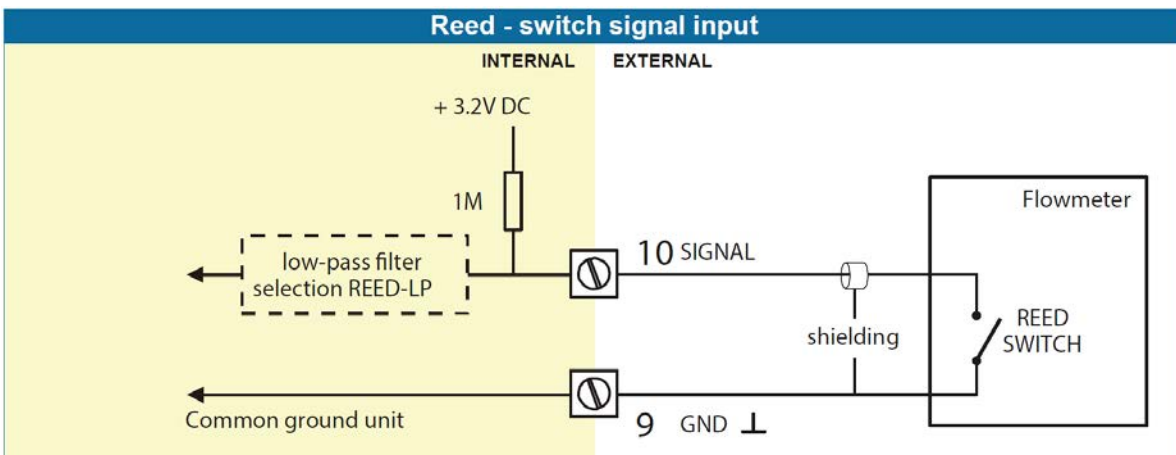 Reed - switch signal input
INTERNAL
EXTERNAL
+ 3.2V DC
1M
Flowmeter
10 SIGNAL
low-pass filter
selection REED-LP
REED
SWITCH
shielding
Common ground unit
9 GND ⊥